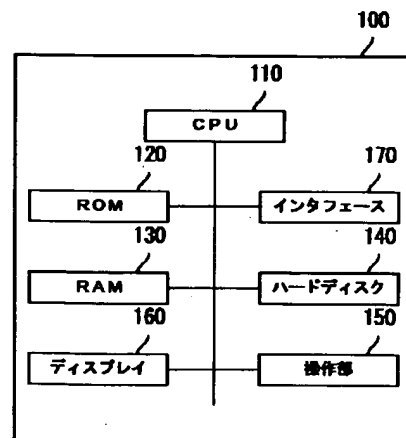 100
110
CPU
120
ROM
170
インタフェース
130
RAM
140
ハードディスク
160
ディスプレイ
150
操作部